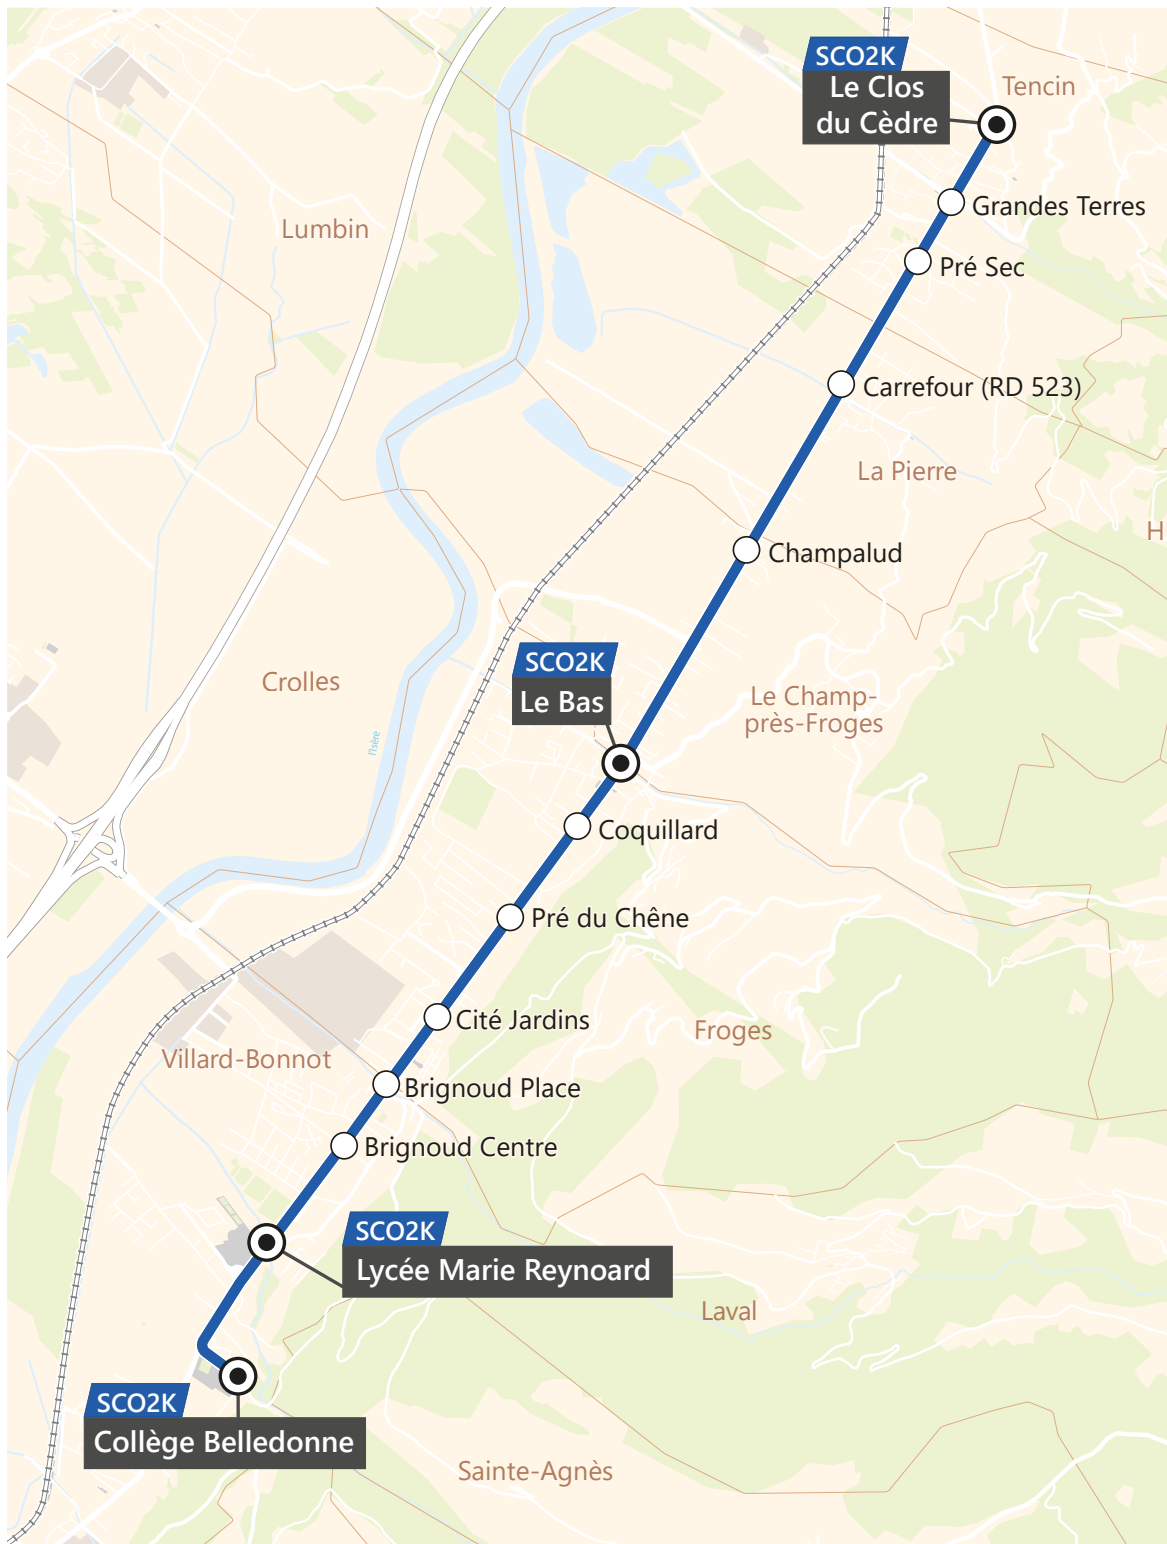 SCO2K
Le Clos
du Cèdre
Tencin
Grandes Terres
Lumbin
Pré Sec
Carrefour (RD 523)
La Pierre
H
Champalud
SCO2K
Le Bas
Crolles
Le Champ-
près-Froges
l'Isère
Coquillard
Pré du Chêne
Cité Jardins
Froges
Villard-Bonnot
Brignoud Place
Brignoud Centre
SCO2K
Lycée Marie Reynoard
Laval
SCO2K
Collège Belledonne
Sainte-Agnès